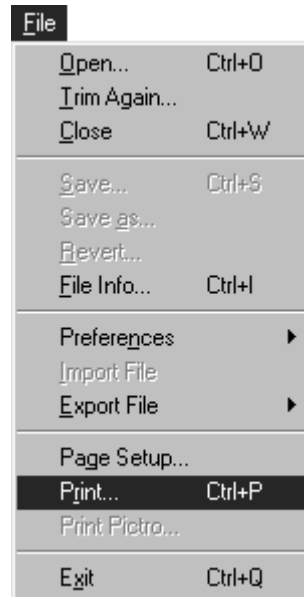 File
Open... Ctrl+O
Trim Again...
Close Ctrl+W
Save... Ctrl+S
Save as...
Revert...
File Info... Ctrl+I
Preferences
Import File
Export File
Page Setup...
Print... Ctrl+P
Print Pictro...
Exit Ctrl+Q